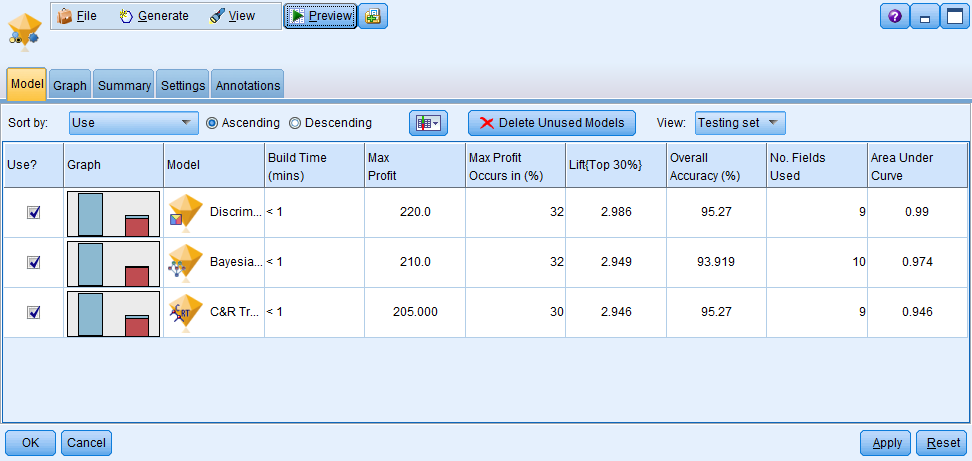 File Generate View Preview
Model Graph Summary Settings Annotations
Sort by: Use Ascending Descending Delete Unused Models View: Testing set
Use? Graph Model Build Time (mins) Max Profit Max Profit Occurs in (%) Lift{Top 30%} Overall Accuracy (%) No. Fields Used Area Under Curve
Discrim... < 1 220.0 32 2.986 95.27 9 0.99
Bayesia... < 1 210.0 32 2.949 93.919 10 0.974
C&R Tr... < 1 205.000 30 2.946 95.27 9 0.946
OK Cancel Apply Reset